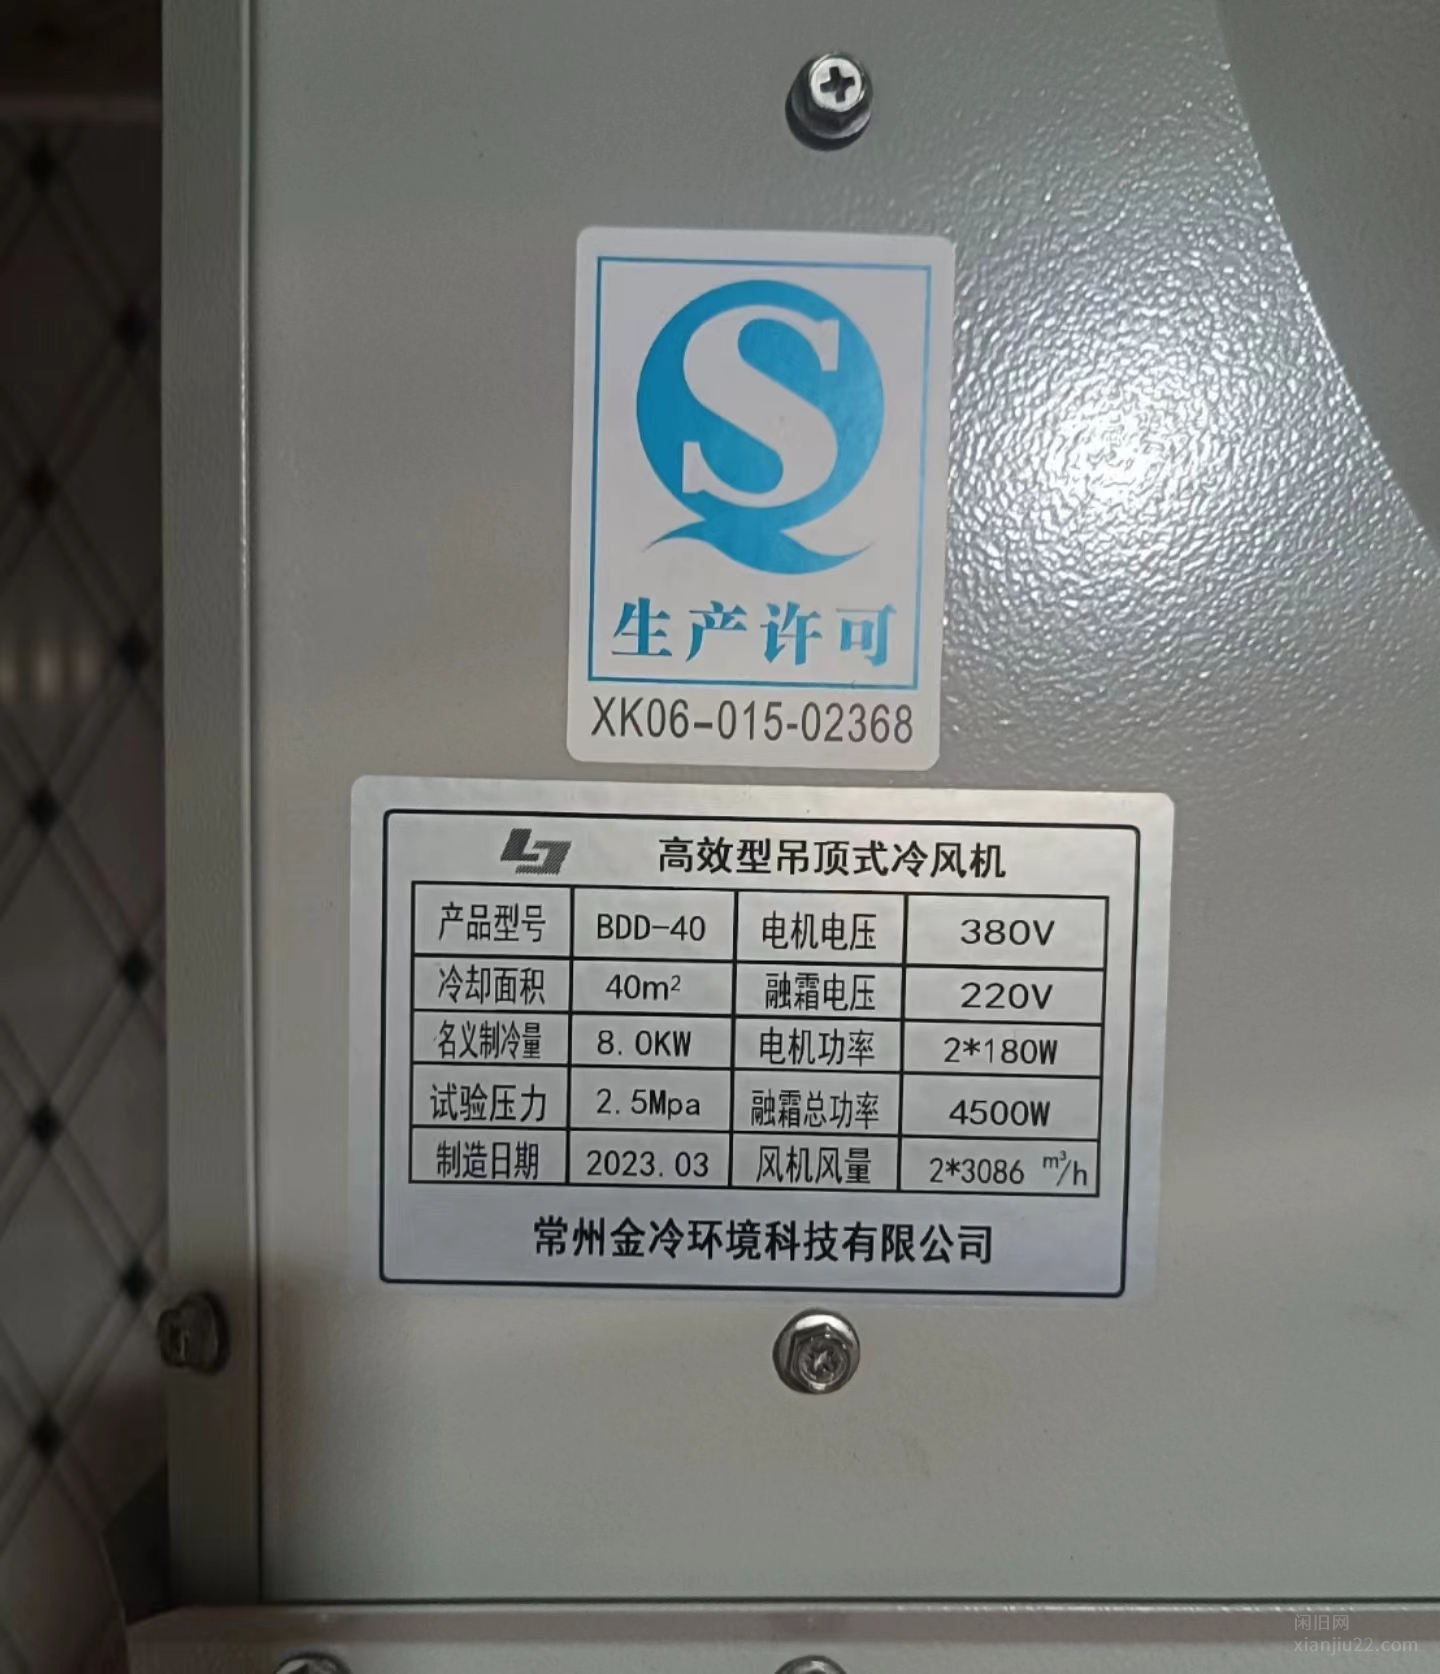 S
生产许可
XK06-015-02368
高效型吊顶式冷风机
产品型号 BDD-40 电机电压 380V
冷却面积 40m² 融霜电压 220V
名义制冷量 8.0KW 电机功率 2*180W
试验压力 2.5Mpa 融霜总功率 4500W
制造日期 2023.03 风机风量 2*3086 m³/h
常州金冷环境科技有限公司
闲旧网
xianjiu22.com